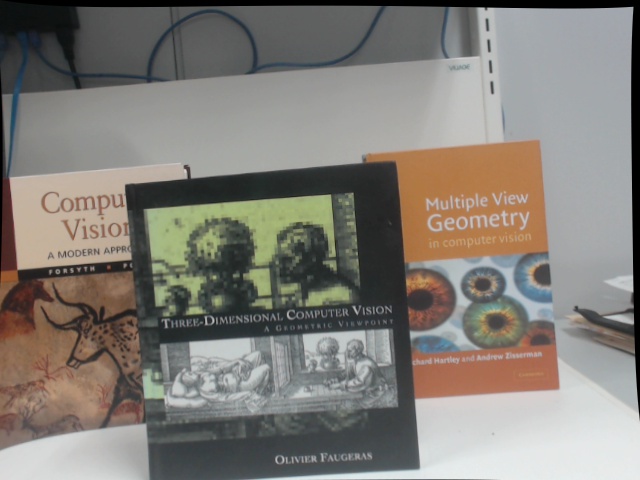 Compu
Vision
A MODERN APPRO
FORSYTH
THREE-DIMENSIONAL COMPUTER VISION
A GEOMETRIC VIEWPOINT
OLIVIER FAUGERAS
Multiple View
Geometry
in computer vision
chard Hartley and Andrew Zisserman